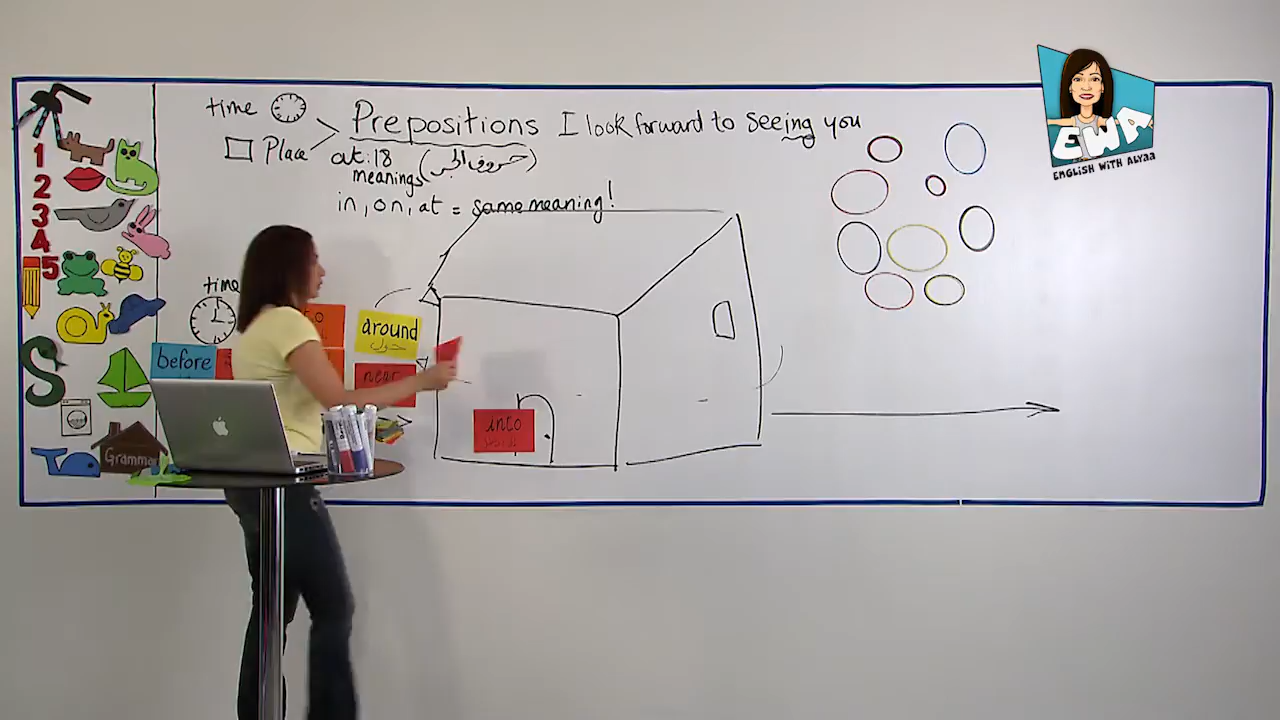 time
Prepositions I look forward to seeing you
Place
at: 18
meanings
(حروف الجر)
in, on, at = same meaning!
1
2
3
4
5
time
around
حول
before
near
into
Grammar
EWA
ENGLISH WITH ALYAA